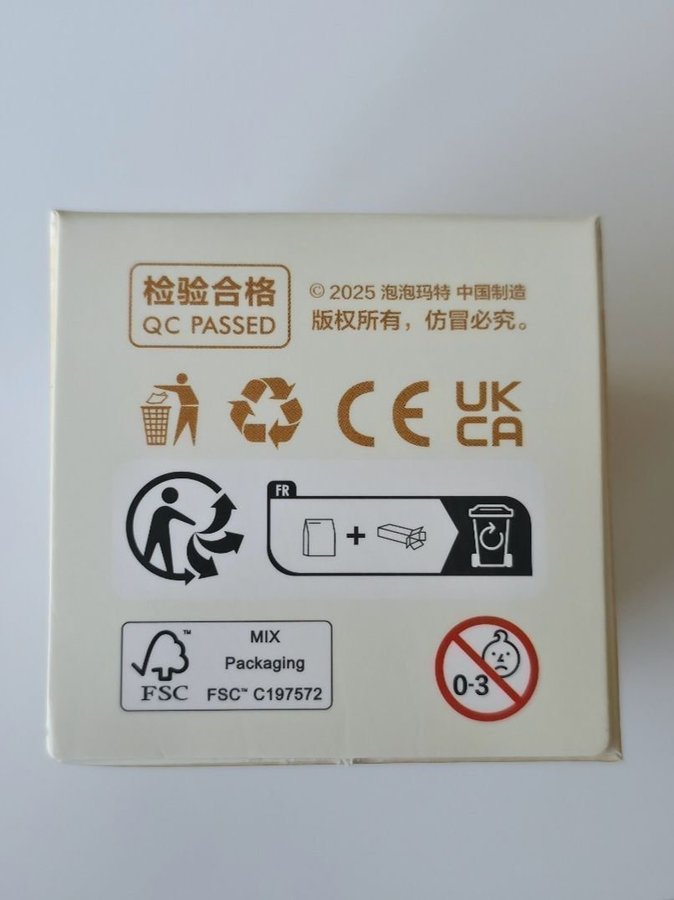 检验合格
QC PASSED
© 2025 泡泡玛特 中国制造
版权所有，仿冒必究。
CE
UK
CA
FR
+
MIX
Packaging
FSC™ C197572
™
FSC
0-3